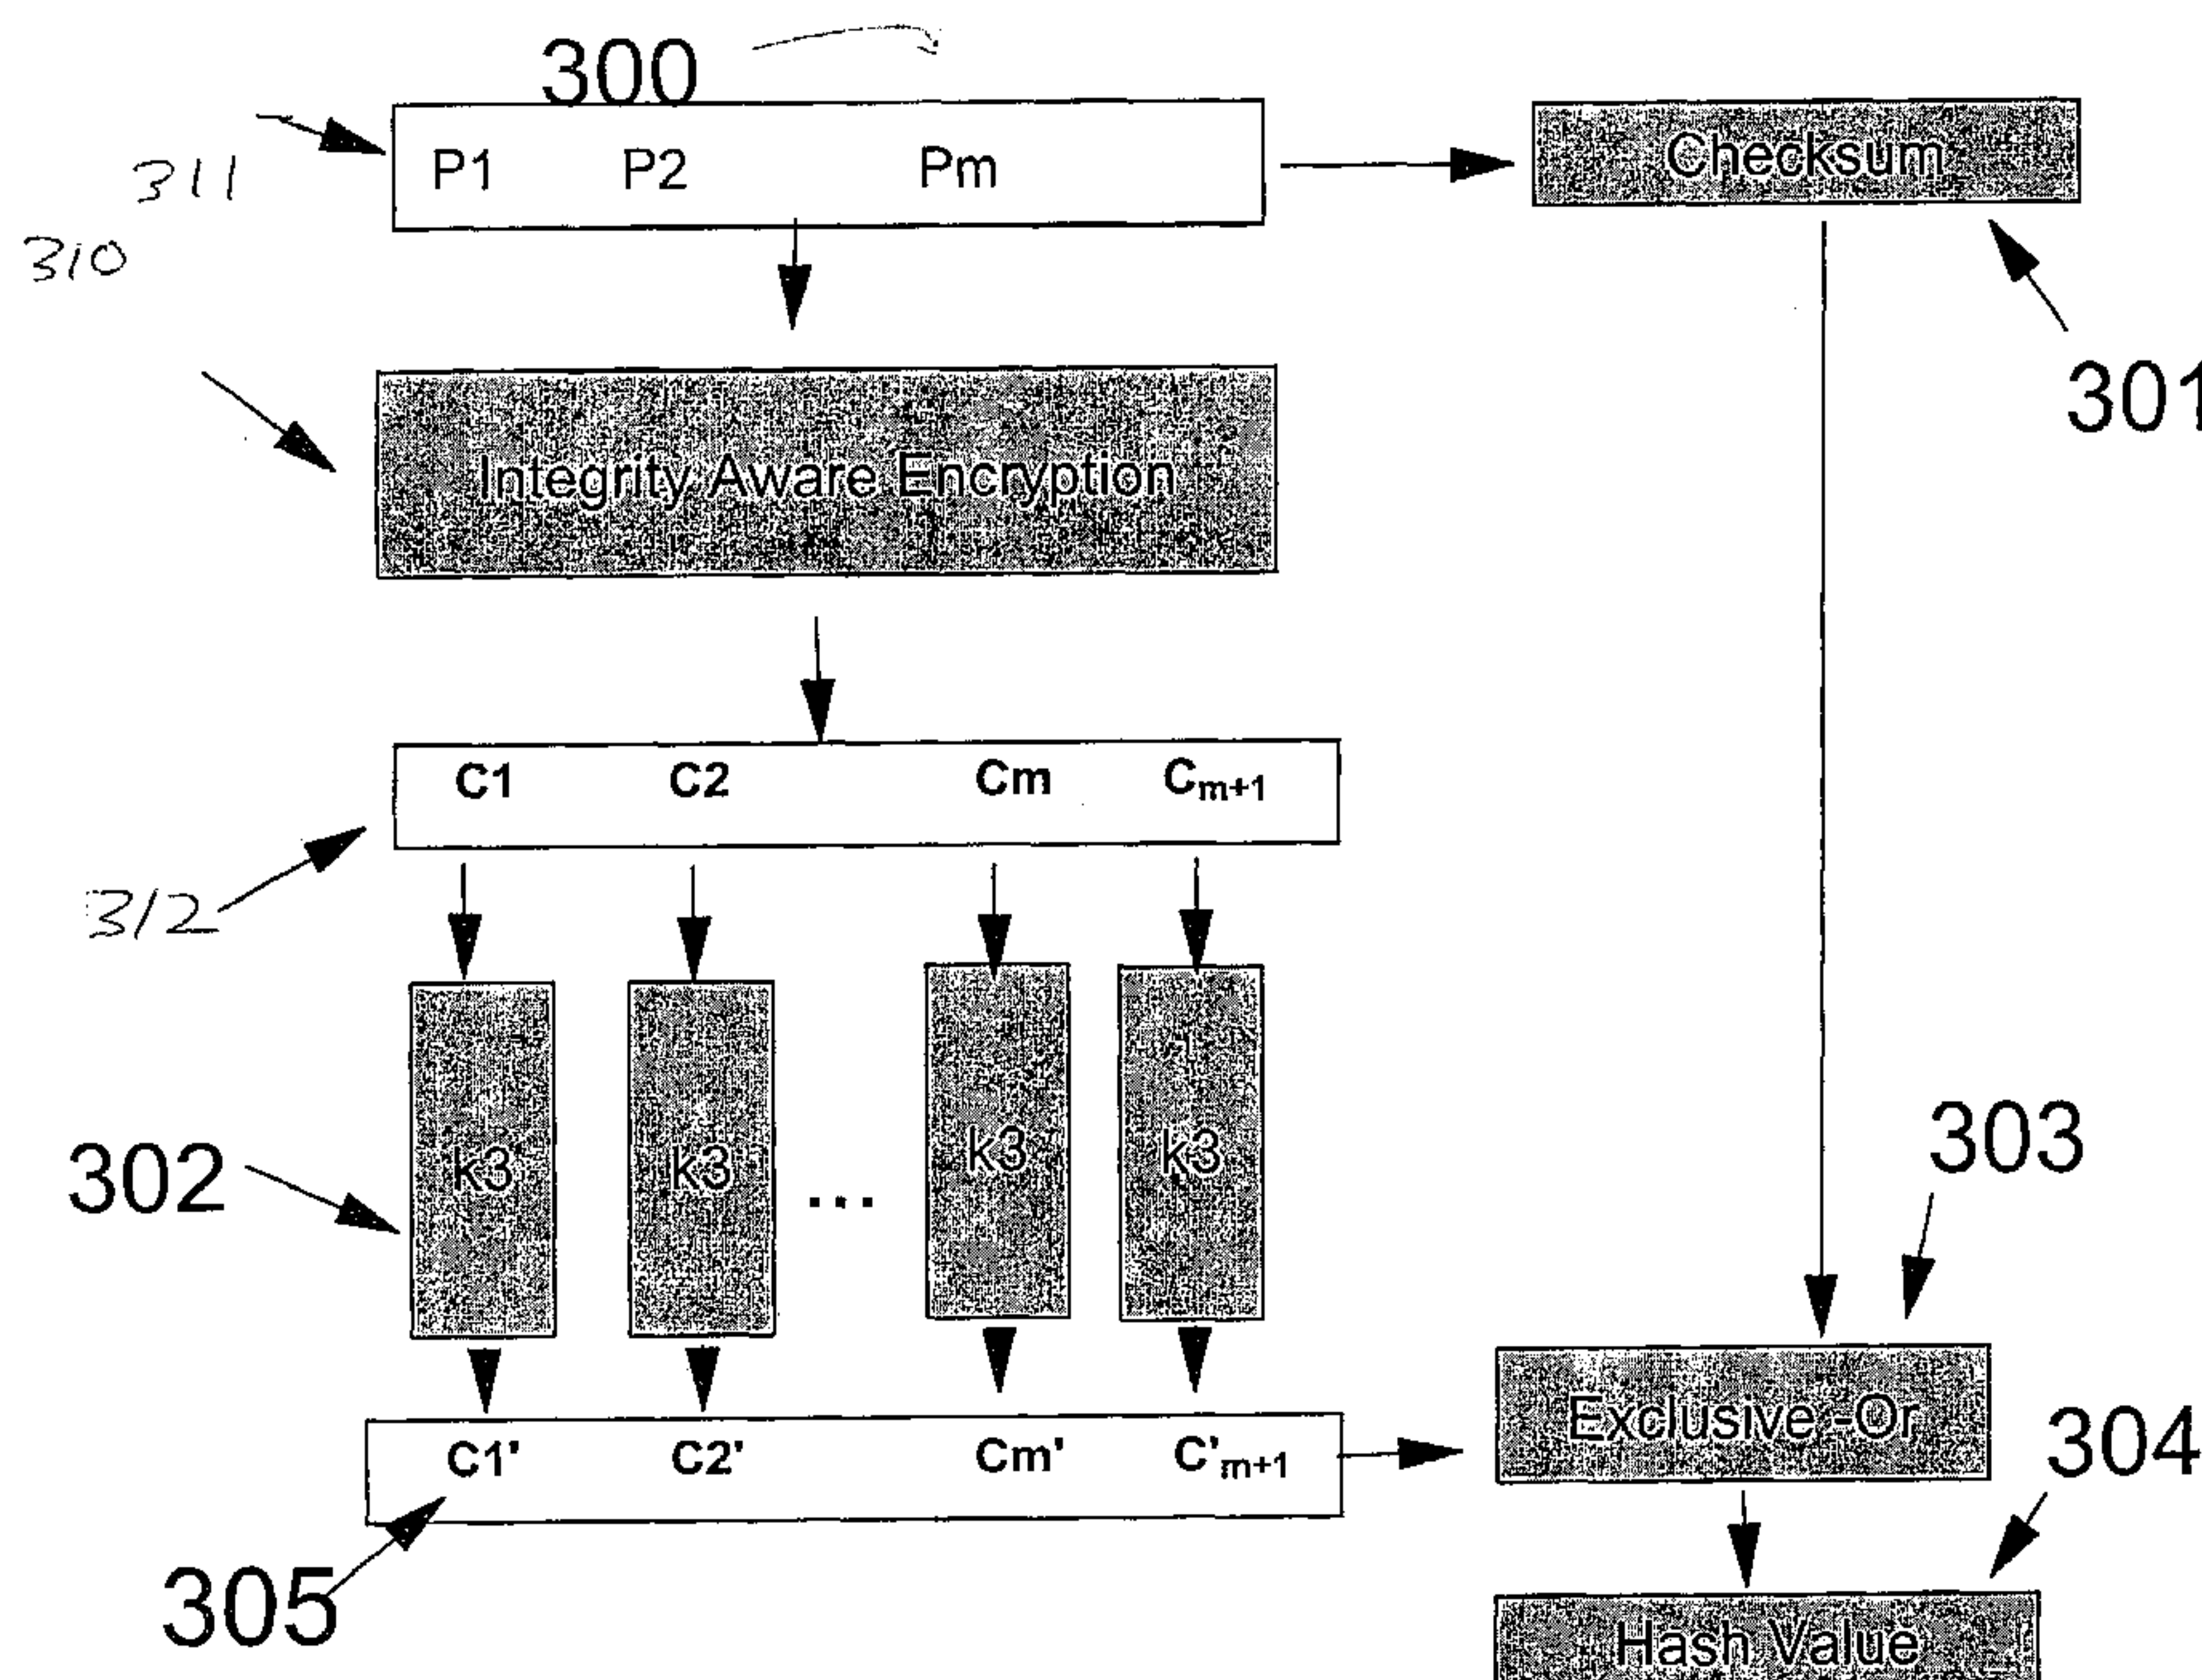 300
P1 P2 Pm
Checksum
311
310
301
Integrity Aware Encryption
C1 C2 Cm Cm+1
312
302
k3 k3 ... k3 k3
303
Exclusive -Or
C1' C2' Cm' C'm+1
304
305
Hash Value